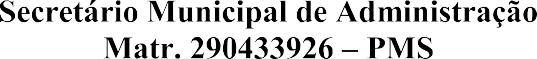 Secretário Municipal de Administração
Matr. 290433926 – PMS